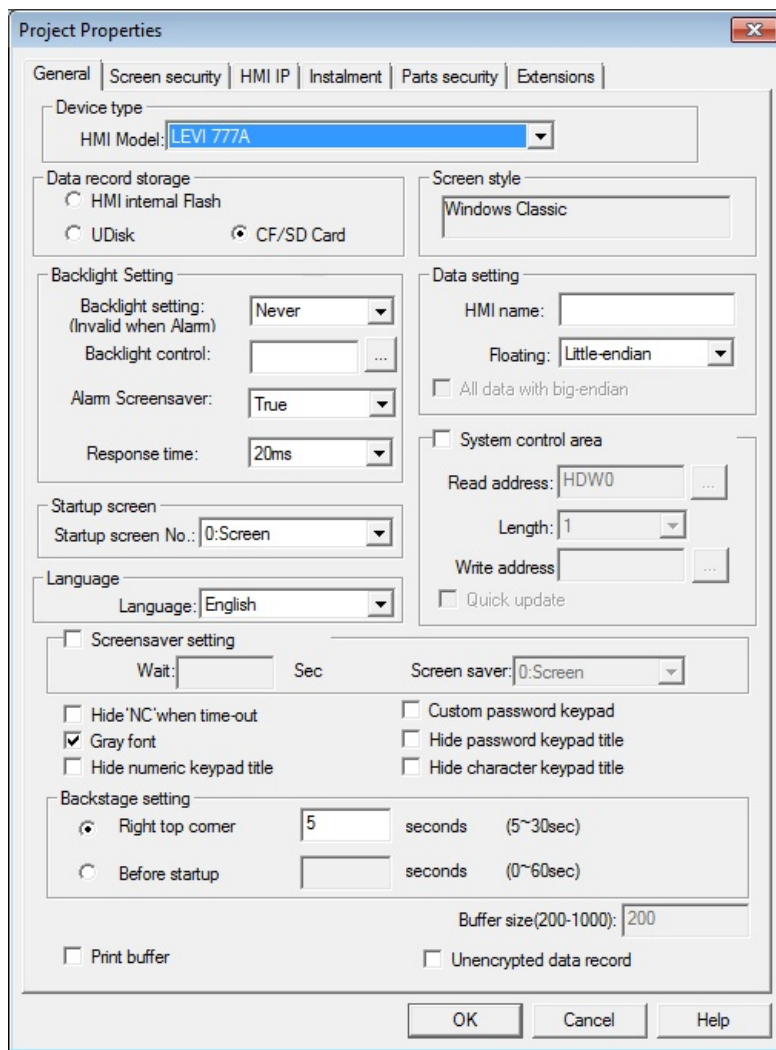 Project Properties
General Screen security HMI IP Instalment Parts security Extensions
Device type
HMI Model: LEVI 777A
Data record storage
HMI internal Flash
UDisk CF/SD Card
Screen style
Windows Classic
Backlight Setting
Backlight setting: Never
(Invalid when Alarm)
Backlight control: ...
Alarm Screensaver: True
Response time: 20ms
Data setting
HMI name:
Floating: Little-endian
All data with big-endian
System control area
Read address: HDW0 ...
Length: 1
Write address ...
Quick update
Startup screen
Startup screen No.: 0:Screen
Language
Language: English
Screensaver setting
Wait: Sec Screen saver: 0:Screen
Hide'NC'when time-out Custom password keypad
Gray font Hide password keypad title
Hide numeric keypad title Hide character keypad title
Backstage setting
Right top corner 5 seconds (5~30sec)
Before startup seconds (0~60sec)
Buffer size(200-1000): 200
Print buffer Unencrypted data record
OK Cancel Help